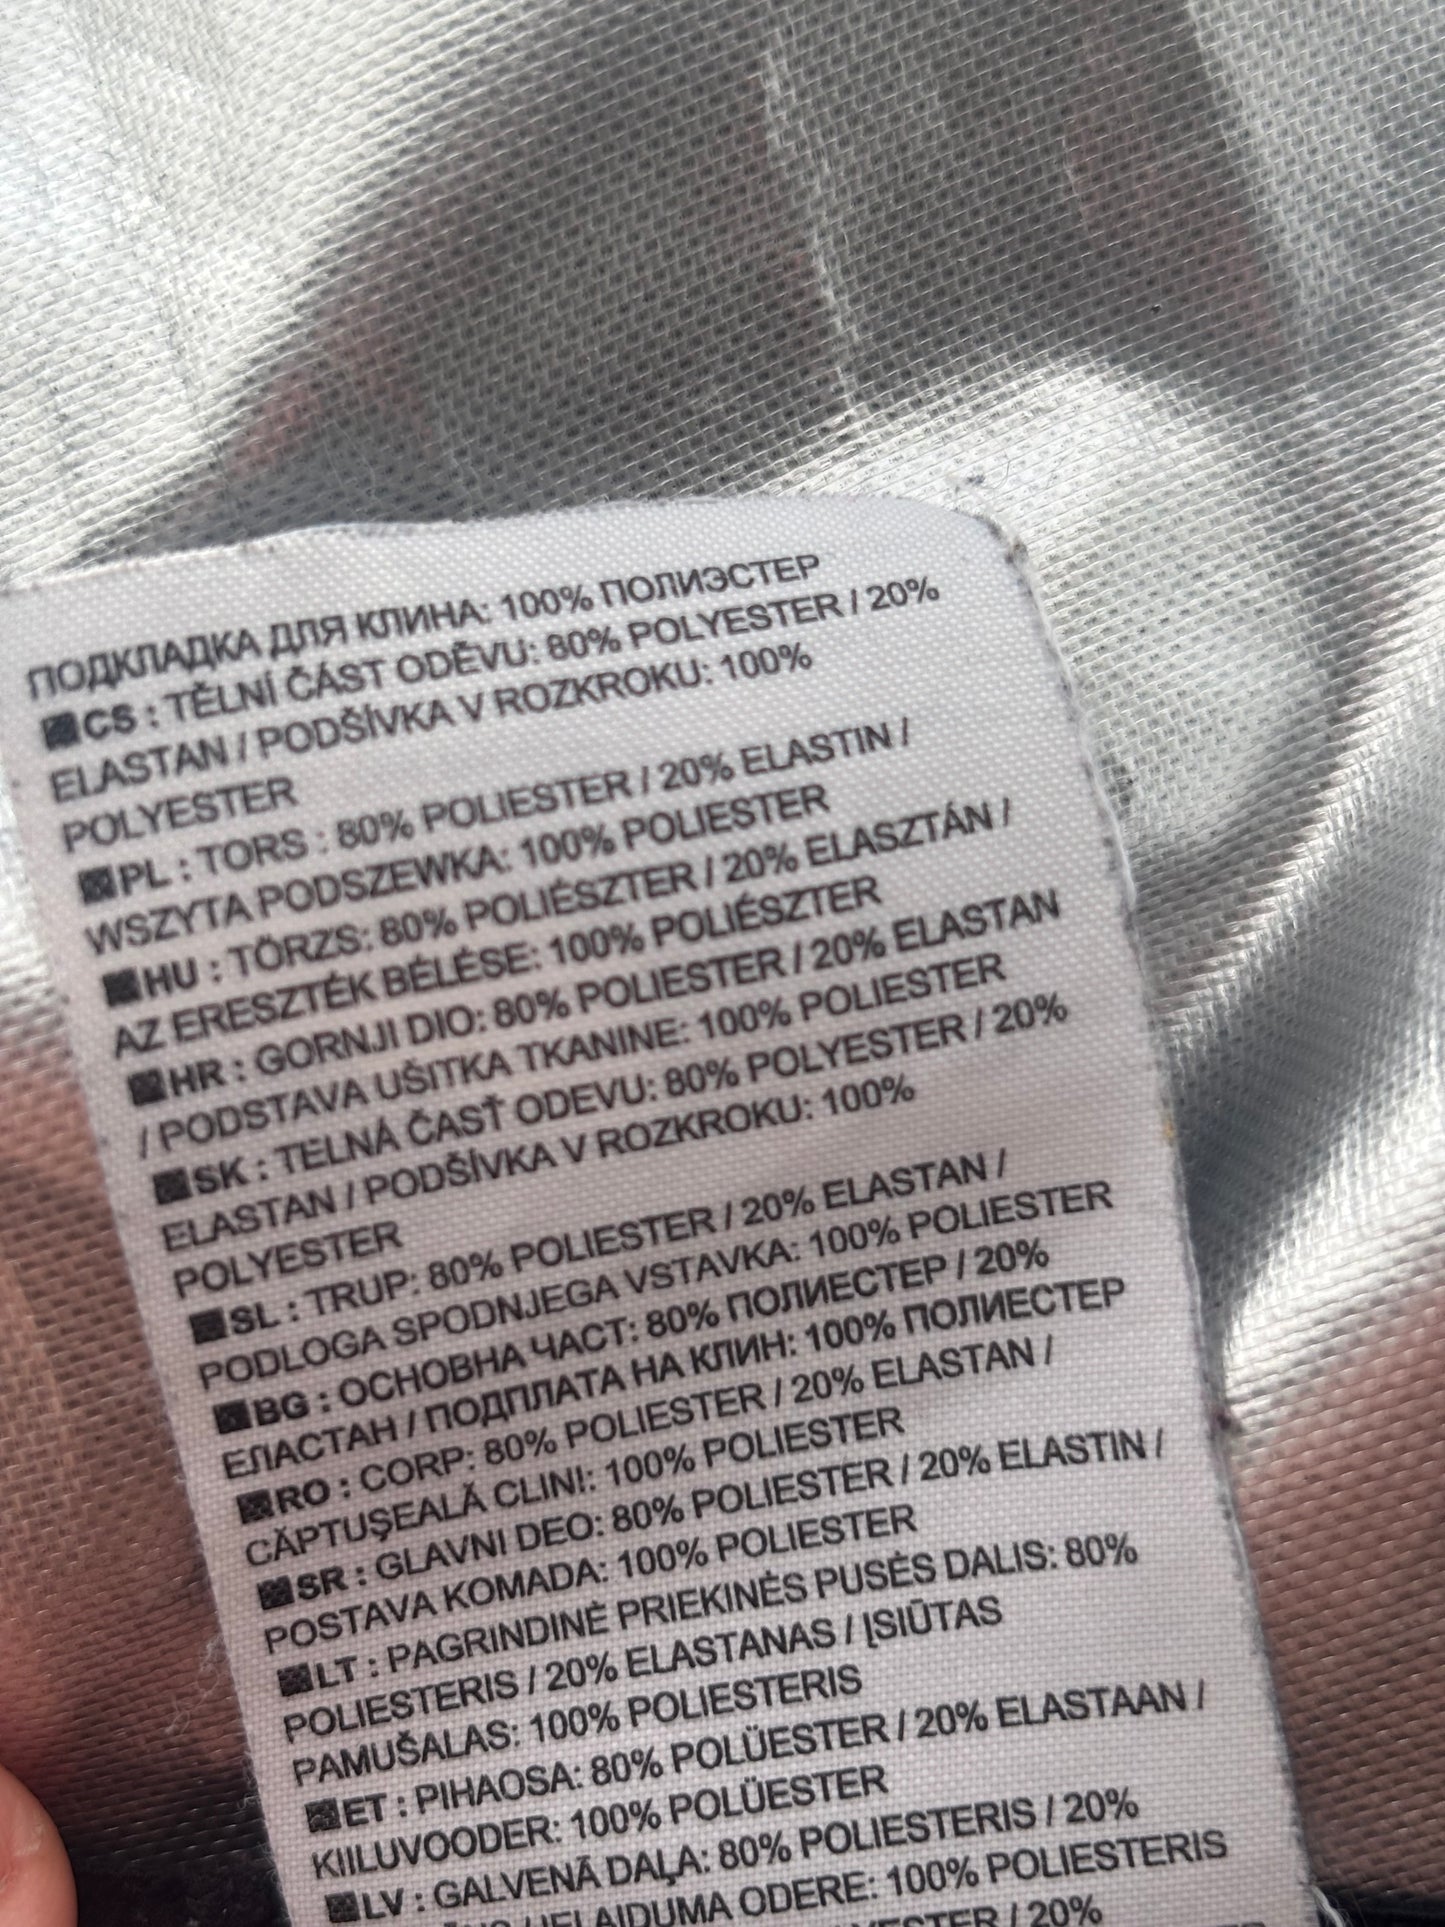 ПОДКЛАДКА ДЛЯ КЛИНА: 100% ПОЛИЭСТЕР
CS : TĚLNÍ ČÁST ODĚVU: 80% POLYESTER / 20%
ELASTAN / PODŠÍVKA V ROZKROKU: 100%
POLYESTER
PL : TORS : 80% POLIESTER / 20% ELASTIN /
WSZYTA PODSZEWKA: 100% POLIESTER
HU : TÖRZS: 80% POLIÉSZTER / 20% ELASZTÁN /
AZ ERESZTÉK BÉLÉSE: 100% POLIÉSZTER
HR : GORNJI DIO: 80% POLIESTER / 20% ELASTAN
/ PODSTAVA UŠITKA TKANINE: 100% POLIESTER
SK : TELNÁ ČASŤ ODEVU: 80% POLYESTER / 20%
ELASTAN / PODŠÍVKA V ROZKROKU: 100%
POLYESTER
SL : TRUP: 80% POLIESTER / 20% ELASTAN /
PODLOGA SPODNJEGA VSTAVKA: 100% POLIESTER
BG : ОСНОВНА ЧАСТ: 80% ПОЛИЕСТЕР / 20%
ЕЛАСТАН / ПОДПЛАТА НА КЛИН: 100% ПОЛИЕСТЕР
RO : CORP: 80% POLIESTER / 20% ELASTAN /
CĂPTUŞEALĂ CLINI: 100% POLIESTER
SR : GLAVNI DEO: 80% POLIESTER / 20% ELASTIN /
POSTAVA KOMADA: 100% POLIESTER
LT : PAGRINDINĖ PRIEKINĖS PUSĖS DALIS: 80%
POLIESTERIS / 20% ELASTANAS / ĮSIŪTAS
PAMUŠALAS: 100% POLIESTERIS
ET : PIHAOSA: 80% POLÜESTER / 20% ELASTAAN /
KIILUVOODER: 100% POLÜESTER
LV : GALVENĀ DAĻA: 80% POLIESTERIS / 20%
/ IELAIDUMA ODERE: 100% POLIESTERIS
/ 20%